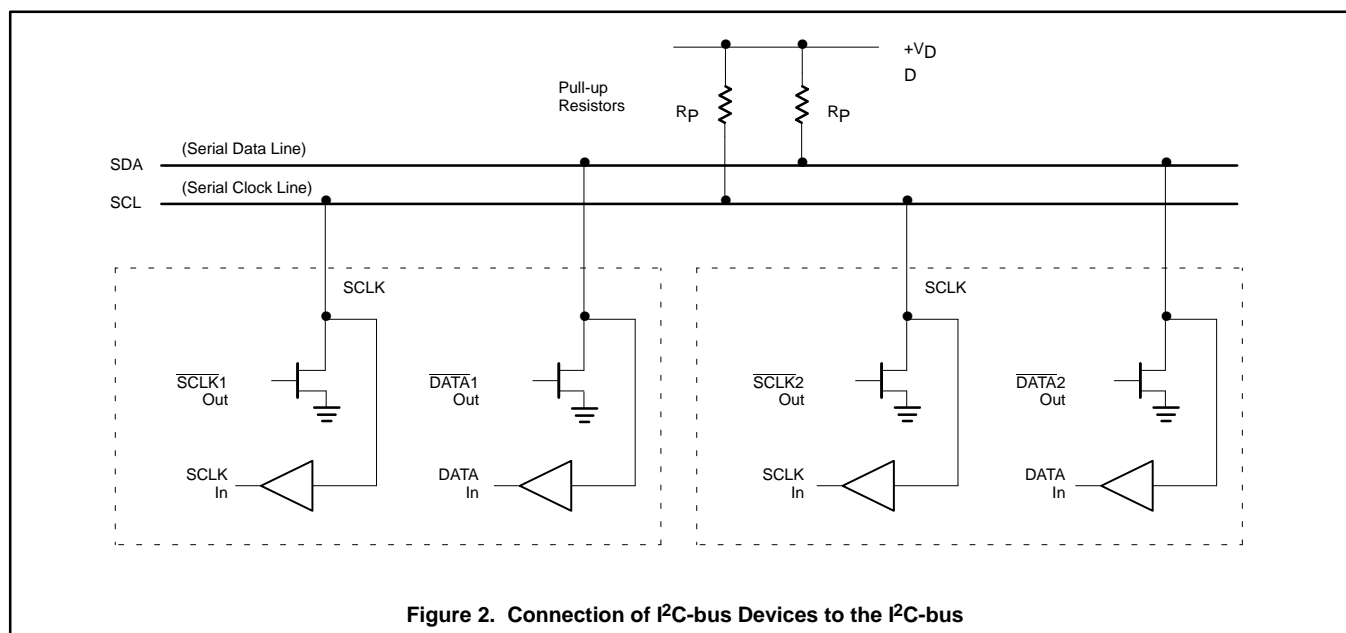 +VD
D
Pull-up
Resistors
RP
RP
(Serial Data Line)
SDA
(Serial Clock Line)
SCL
SCLK
SCLK
SCLK1
Out
DATA1
Out
SCLK2
Out
DATA2
Out
SCLK
In
DATA
In
SCLK
In
DATA
In
Figure 2. Connection of I2C-bus Devices to the I2C-bus